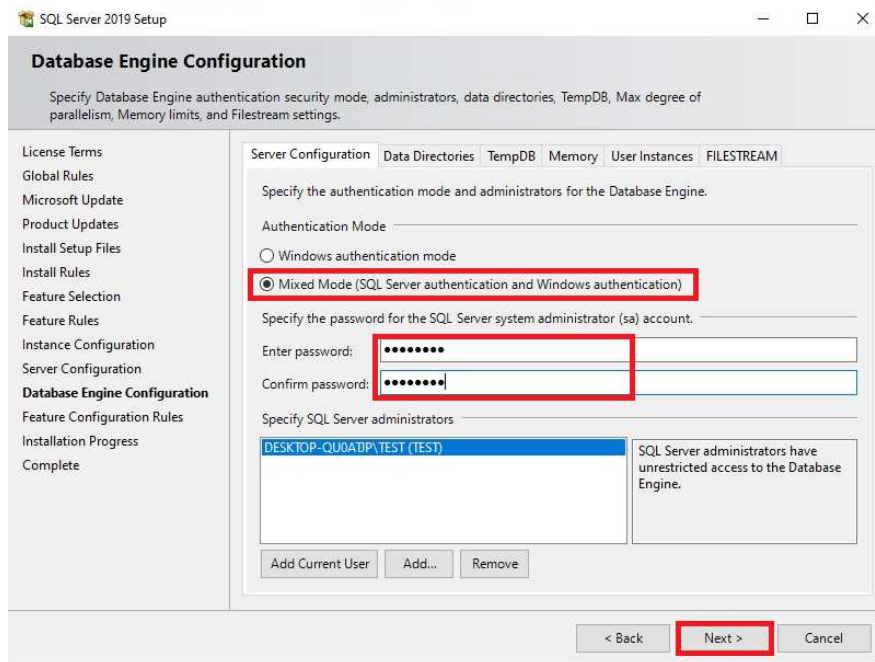 SQL Server 2019 Setup
Database Engine Configuration
Specify Database Engine authentication security mode, administrators, data directories, TempDB, Max degree of
parallelism, Memory limits, and Filestream settings.
License Terms
Global Rules
Microsoft Update
Product Updates
Install Setup Files
Install Rules
Feature Selection
Feature Rules
Instance Configuration
Server Configuration
Database Engine Configuration
Feature Configuration Rules
Installation Progress
Complete
Server Configuration Data Directories TempDB Memory User Instances FILESTREAM
Specify the authentication mode and administrators for the Database Engine.
Authentication Mode
Windows authentication mode
Mixed Mode (SQL Server authentication and Windows authentication)
Specify the password for the SQL Server system administrator (sa) account.
Enter password: ●●●●●●●●
Confirm password: ●●●●●●●●
Specify SQL Server administrators
DESKTOP-QU0ATJP\TEST (TEST)
SQL Server administrators have
unrestricted access to the Database
Engine.
Add Current User Add... Remove
< Back Next > Cancel